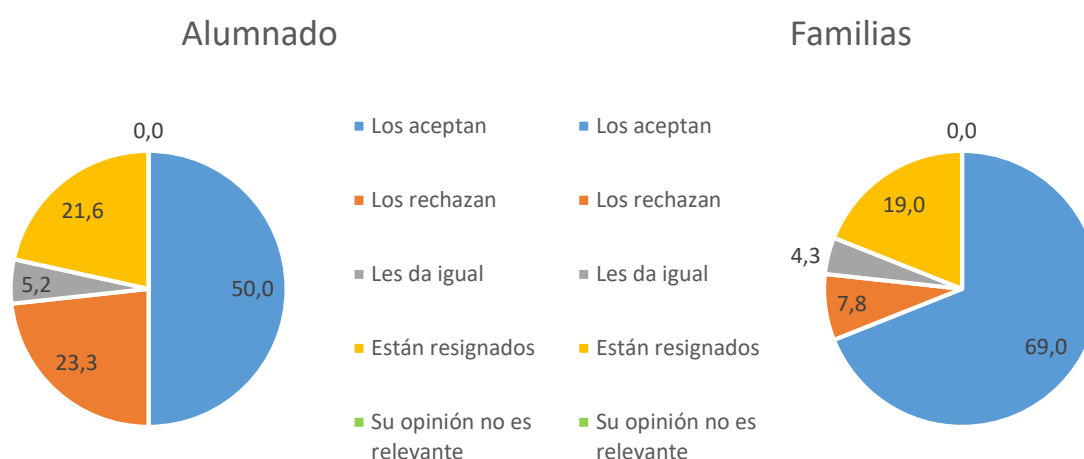 Alumnado
0,0
21,6
5,2
50,0
23,3
Los aceptan
Los rechazan
Les da igual
Están resignados
Su opinión no es
relevante
Familias
Los aceptan
Los rechazan
Les da igual
Están resignados
Su opinión no es
relevante
0,0
19,0
4,3
7,8
69,0